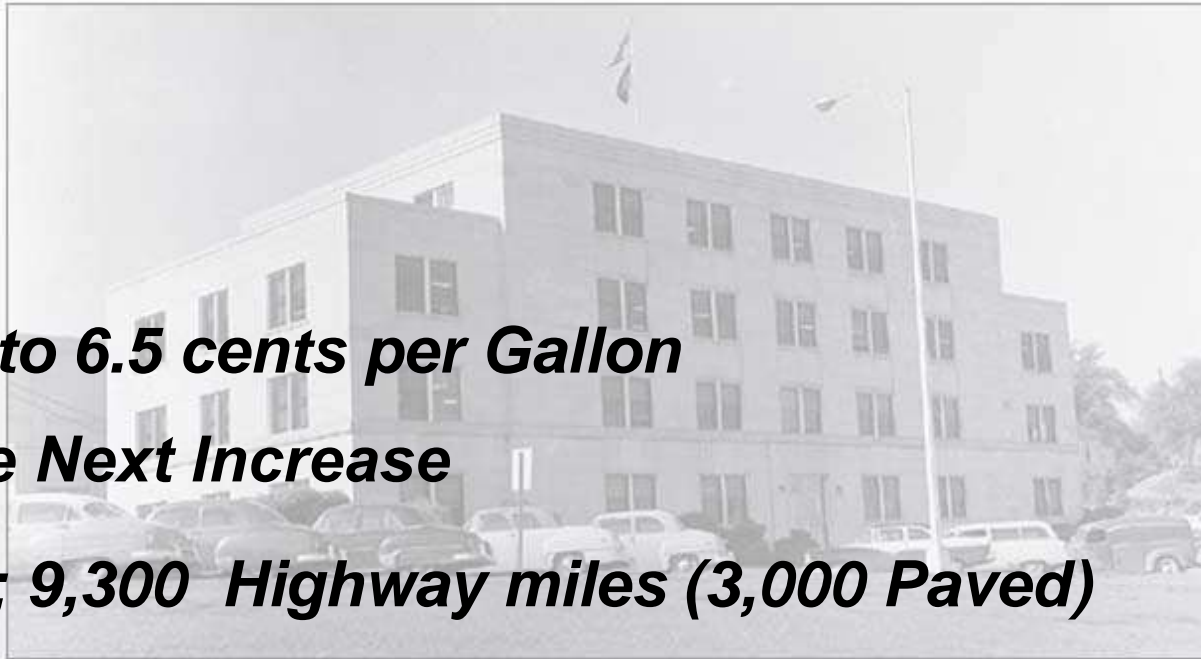 to 6.5 cents per Gallon
Next Increase
9,300 Highway miles (3,000 Paved)